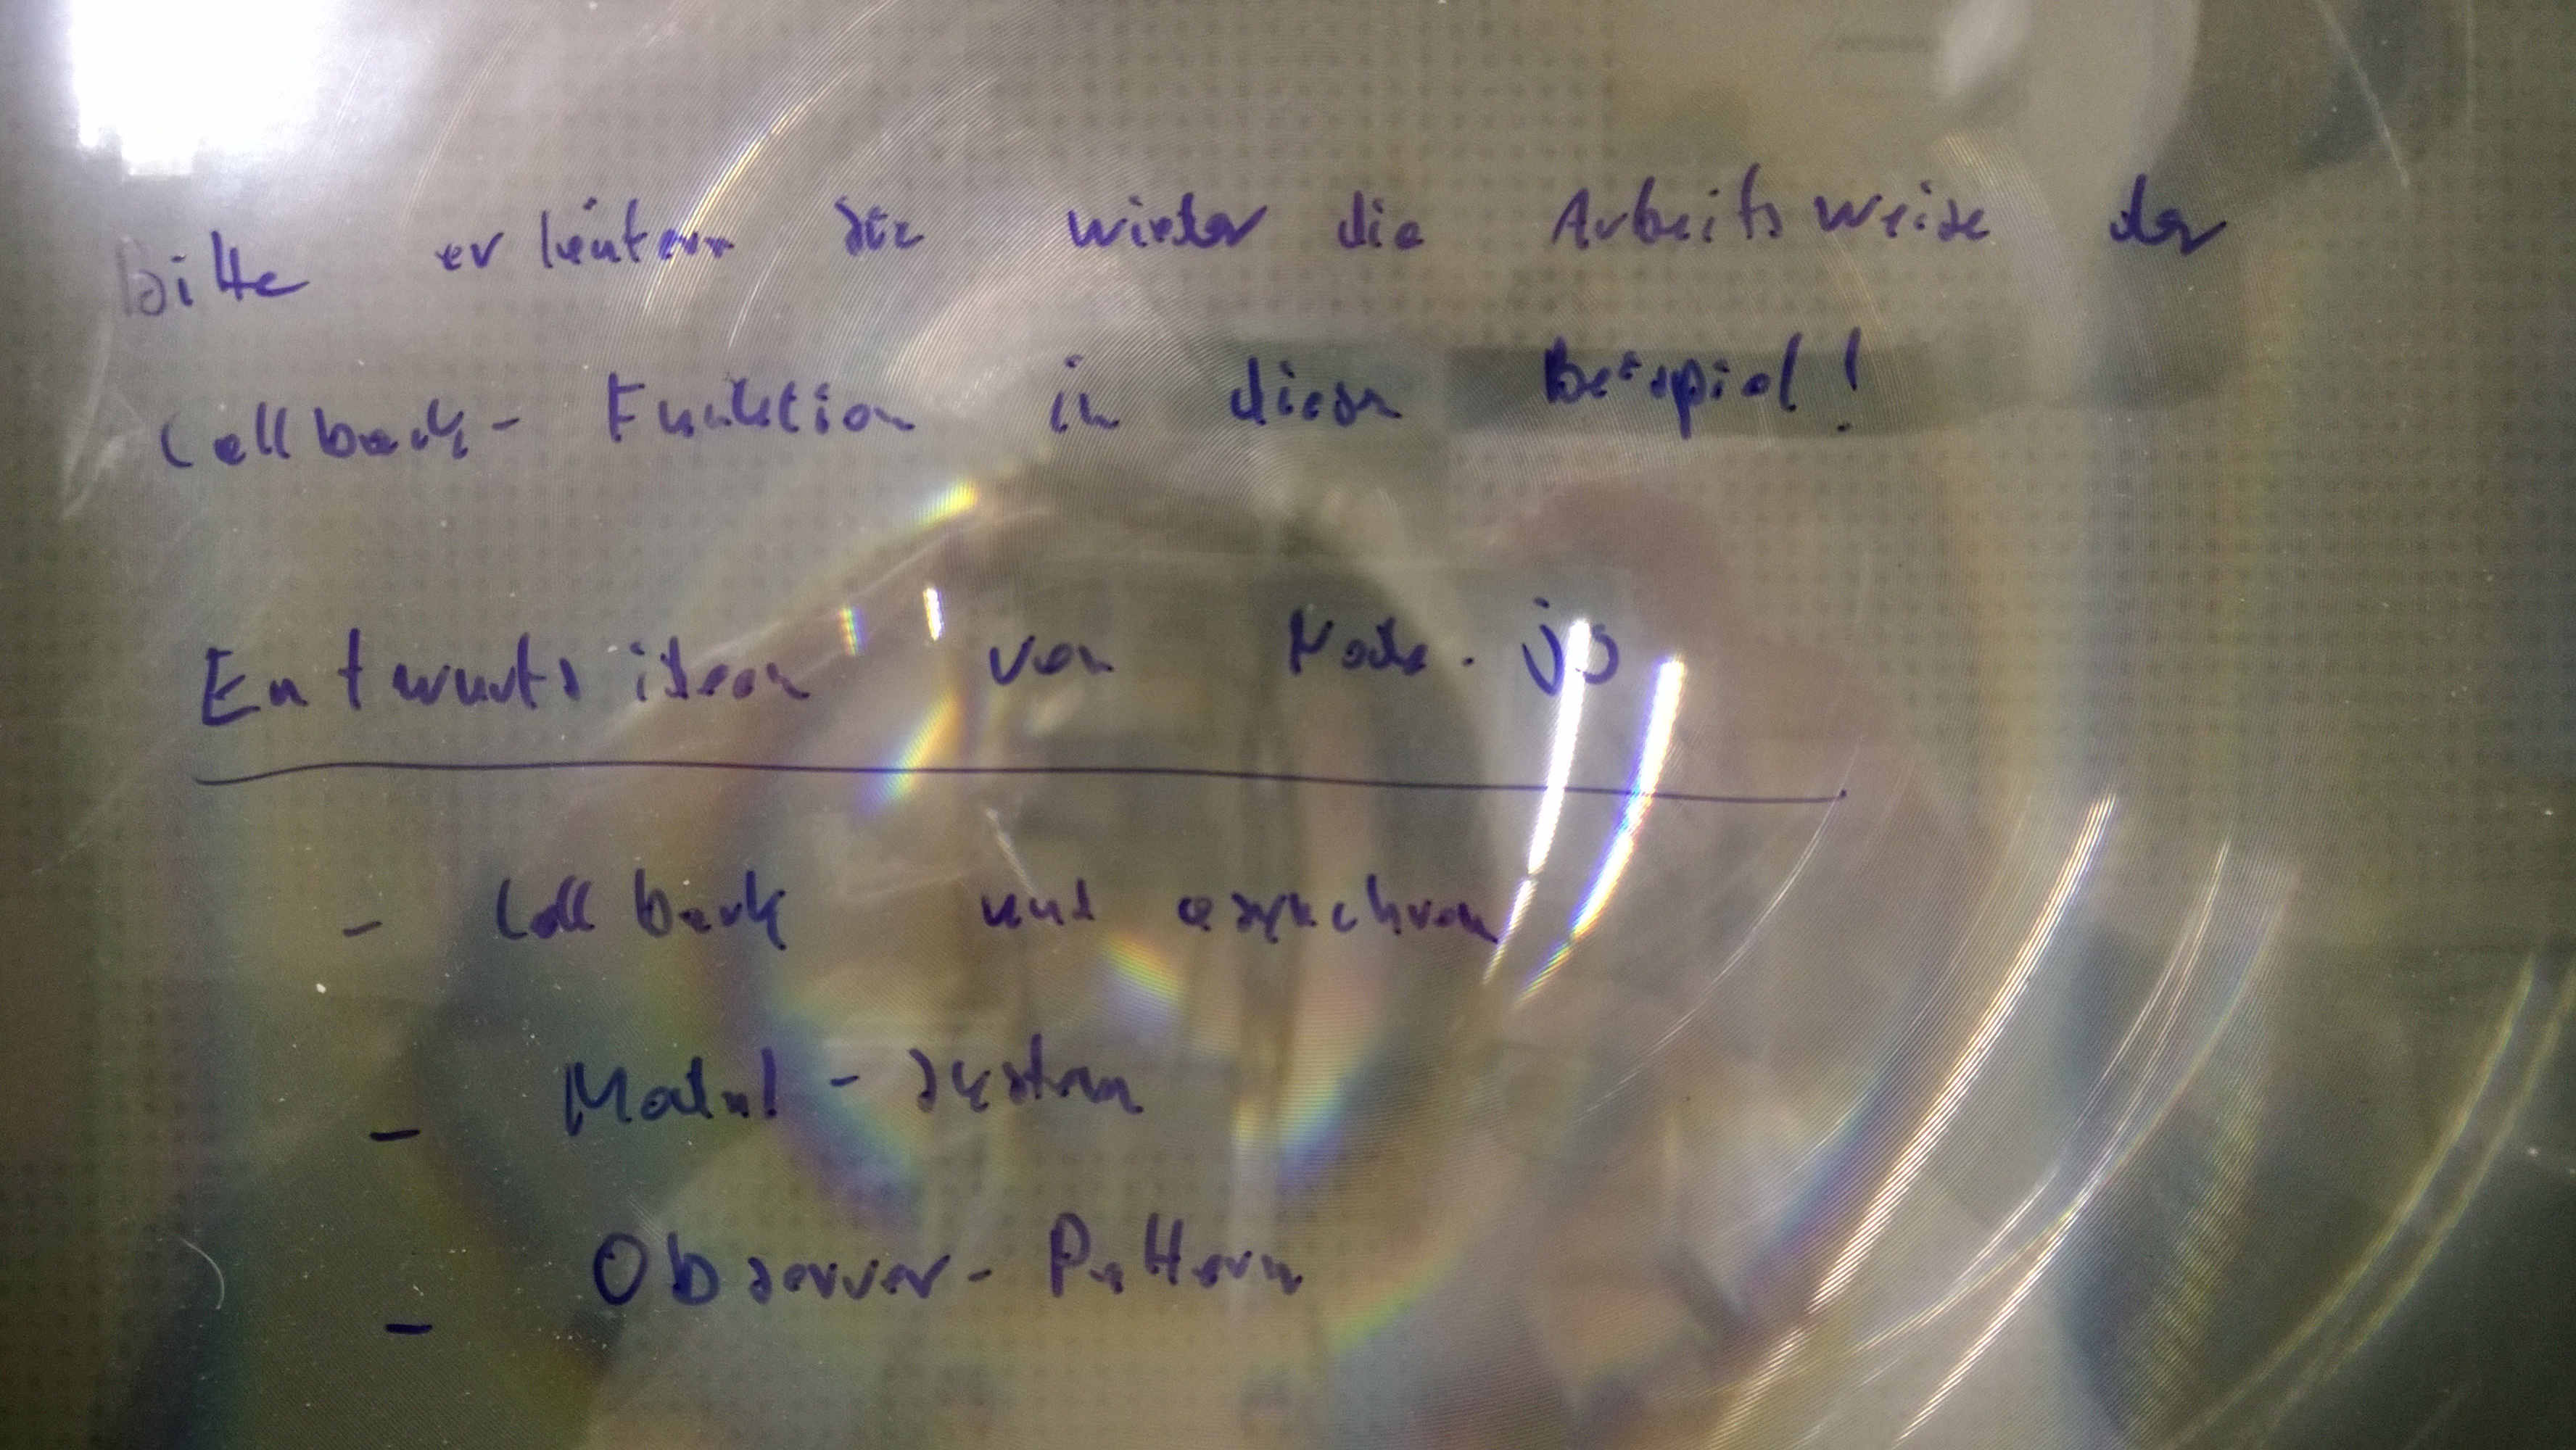 Bitte erläutern Sie wieder die Arbeitsweise der
Callback-Funktion in diesem Beispiel!
Entwurfsideen von Node.js
- Callback und asynchron
- Modul-System
- Observer-Pattern